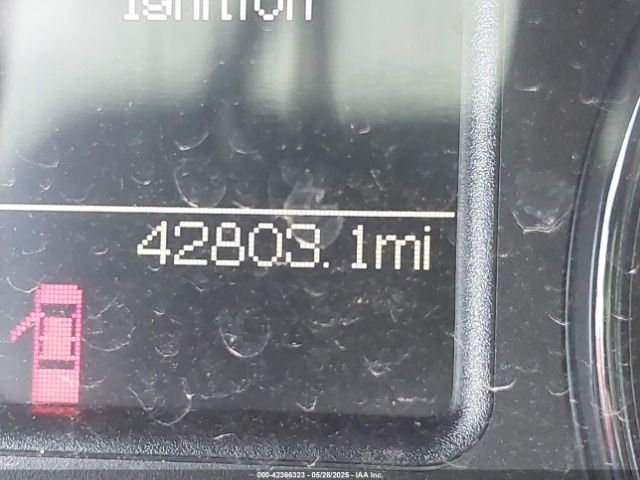 Ignition
42803.1mi
000-42366323 - 05/28/2025 - IAA Inc.